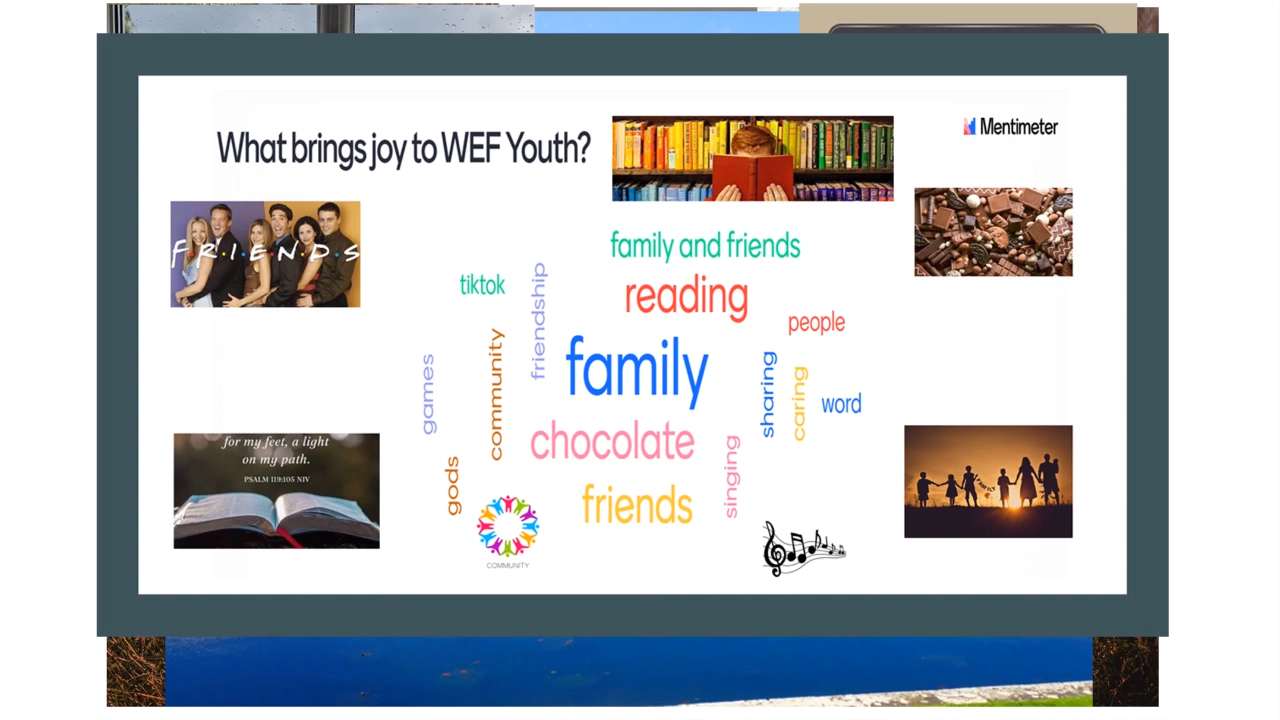 What brings joy to WEF Youth?
Mentimeter
F·R·I·E·N·D·S
family and friends
tiktok
friendship
reading
people
community
family
games
sharing
caring
word
chocolate
singing
gods
friends
for my feet, a light
on my path.
PSALM 119:105 NIV
COMMUNITY
FAMILY